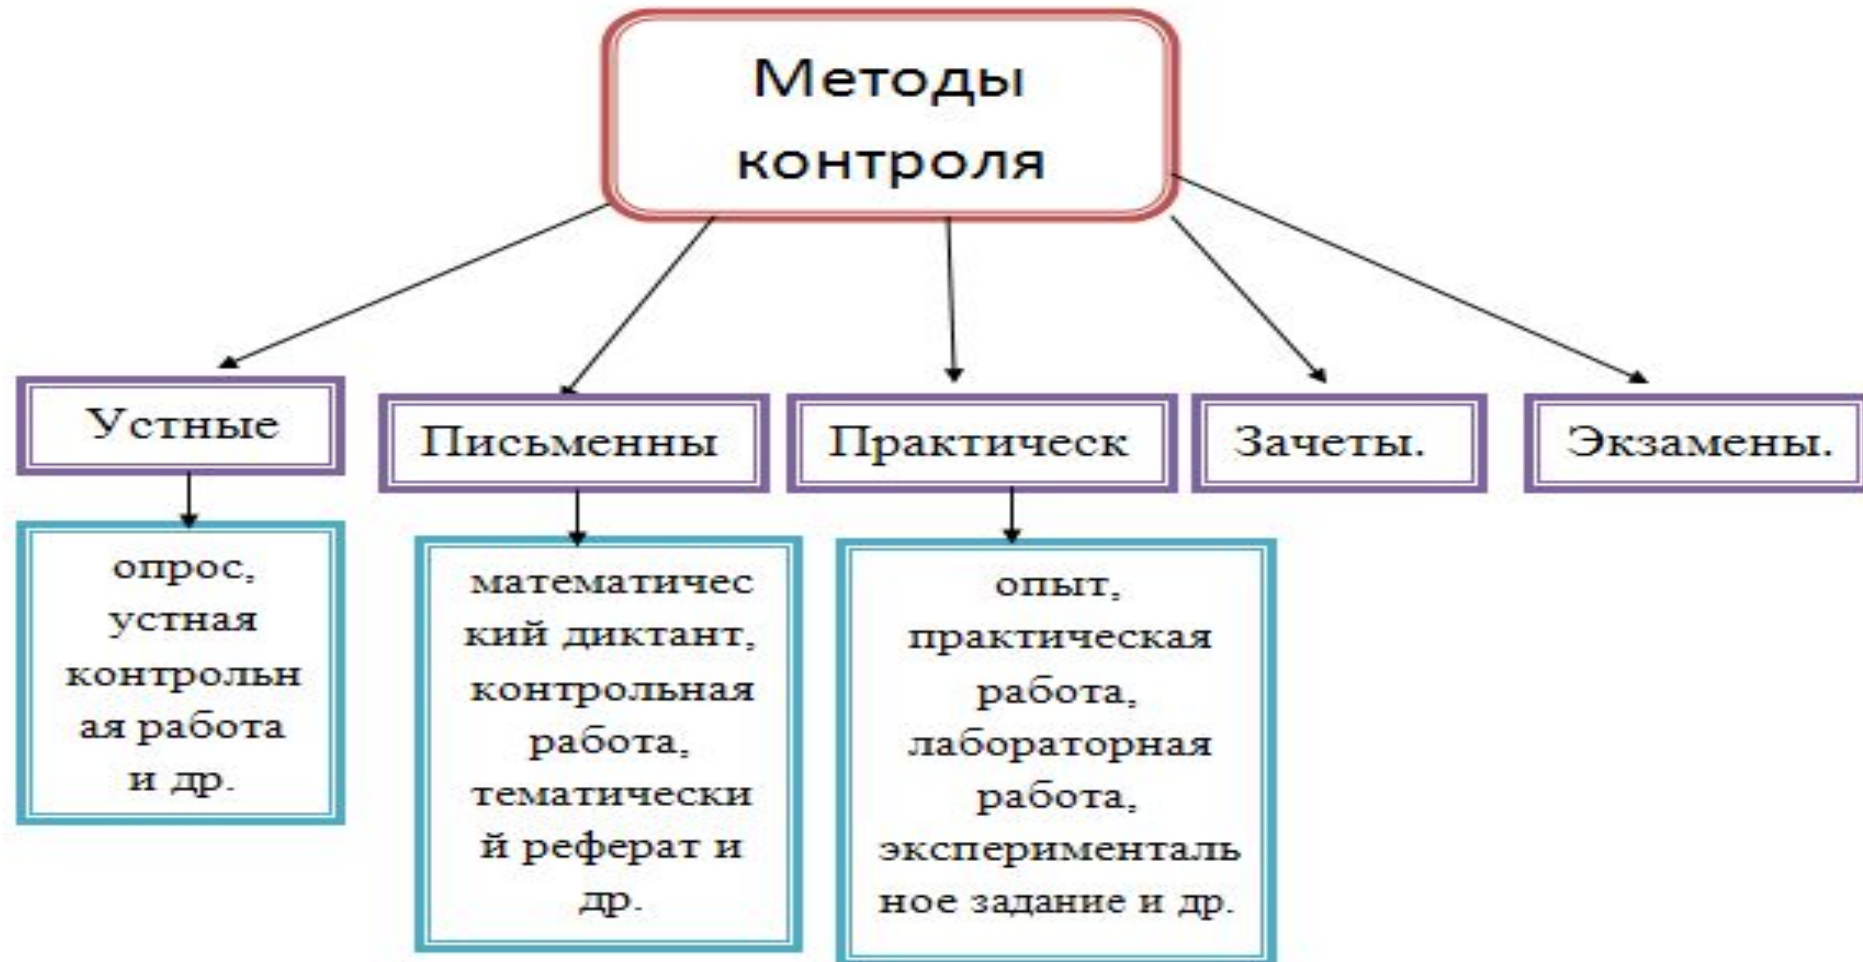 Методы
контроля
Устные
Письменны
Практическ
Зачеты.
Экзамены.
опрос,
устная
контрольн
ая работа
и др.
математичес
кий диктант,
контрольная
работа,
тематически
й реферат и
др.
опыт,
практическая
работа,
лабораторная
работа,
эксперименталь
ное задание и др.